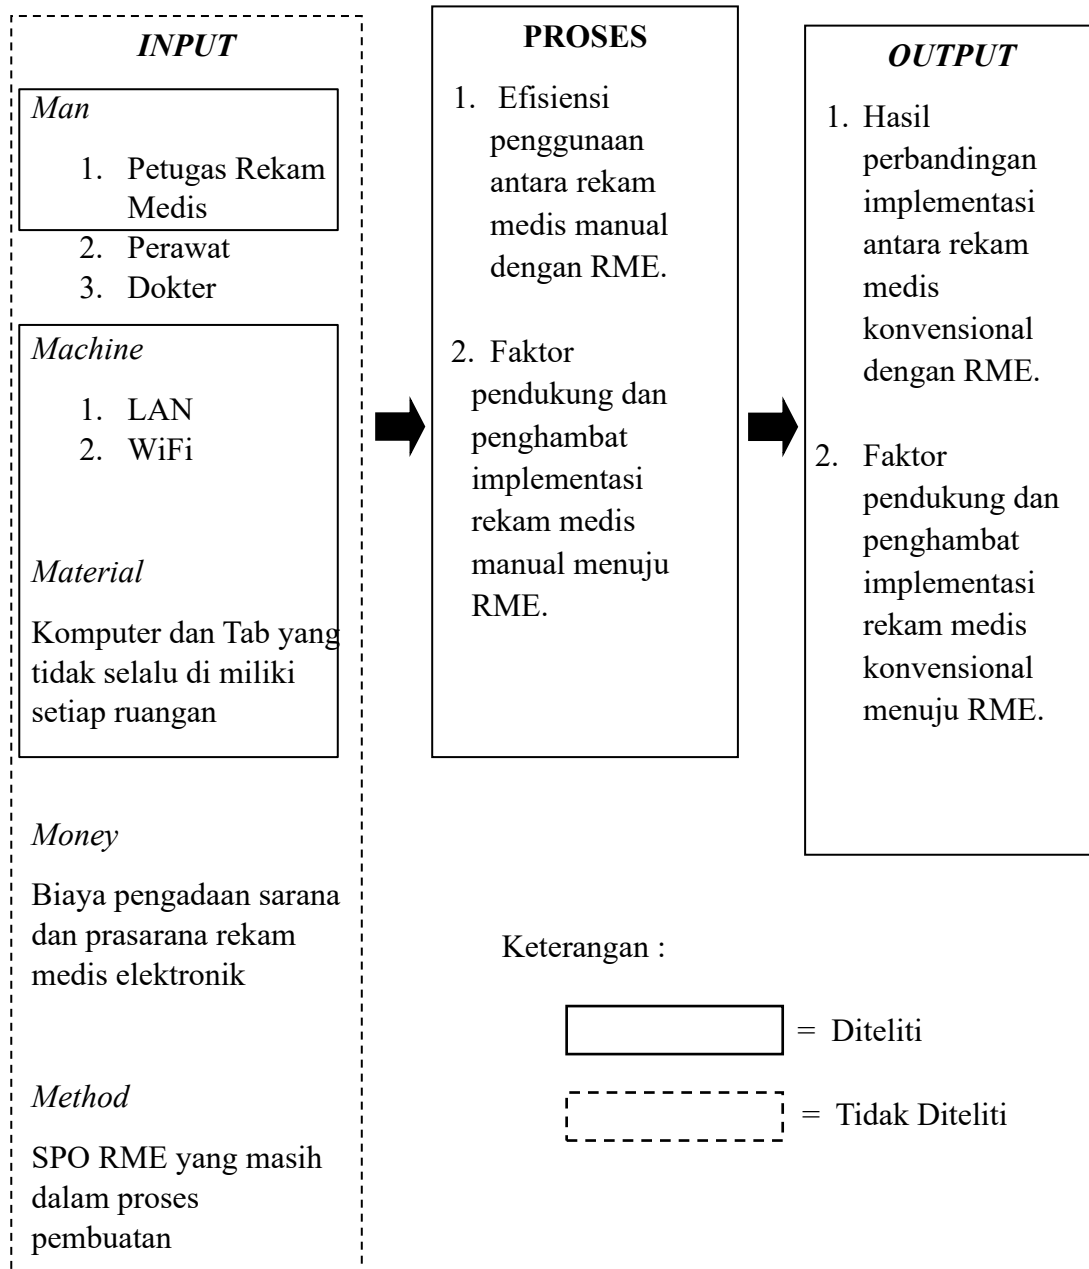 INPUT
Man
1. Petugas Rekam
Medis
2. Perawat
3. Dokter
Machine
1. LAN
2. WiFi
Material
Komputer dan Tab yang
tidak selalu di miliki
setiap ruangan
Money
Biaya pengadaan sarana
dan prasarana rekam
medis elektronik
Method
SPO RME yang masih
dalam proses
pembuatan
PROSES
1. Efisiensi
penggunaan
antara rekam
medis manual
dengan RME.
2. Faktor
pendukung dan
penghambat
implementasi
rekam medis
manual menuju
RME.
OUTPUT
1. Hasil
perbandingan
implementasi
antara rekam
medis
konvensional
dengan RME.
2. Faktor
pendukung dan
penghambat
implementasi
rekam medis
konvensional
menuju RME.
Keterangan :
= Diteliti
= Tidak Diteliti